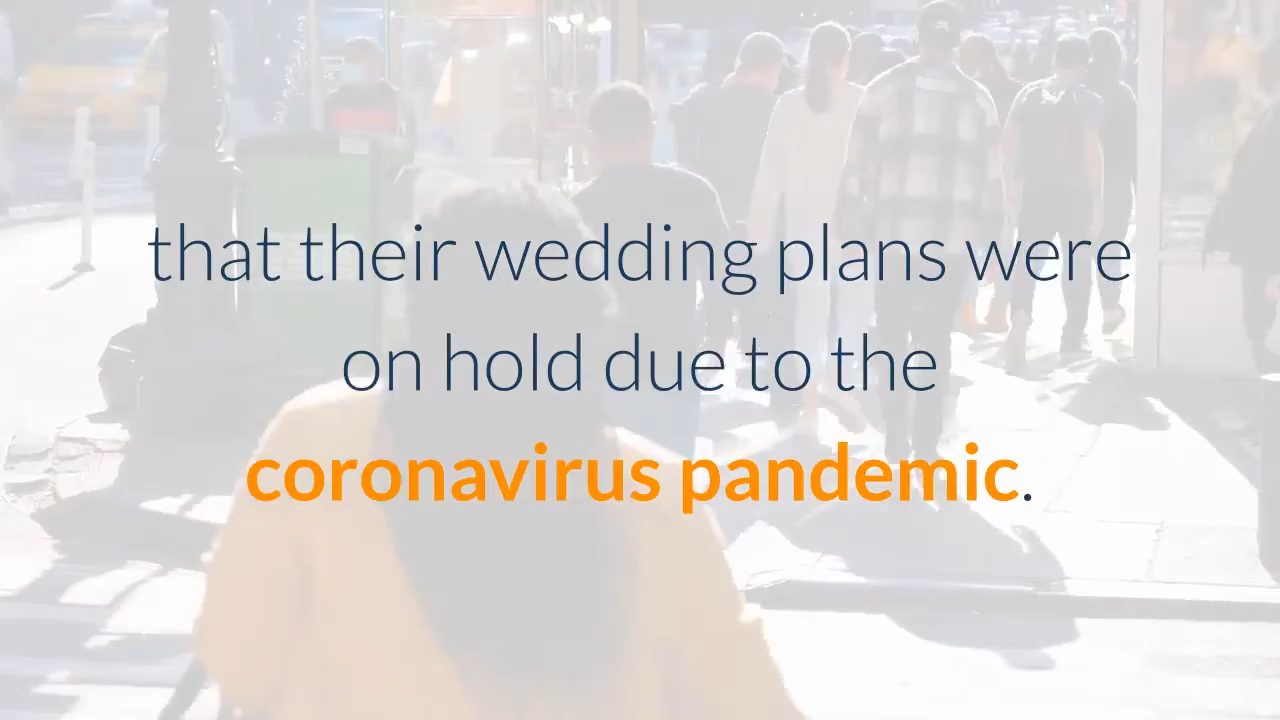 that their wedding plans were
on hold due to the
coronavirus pandemic.